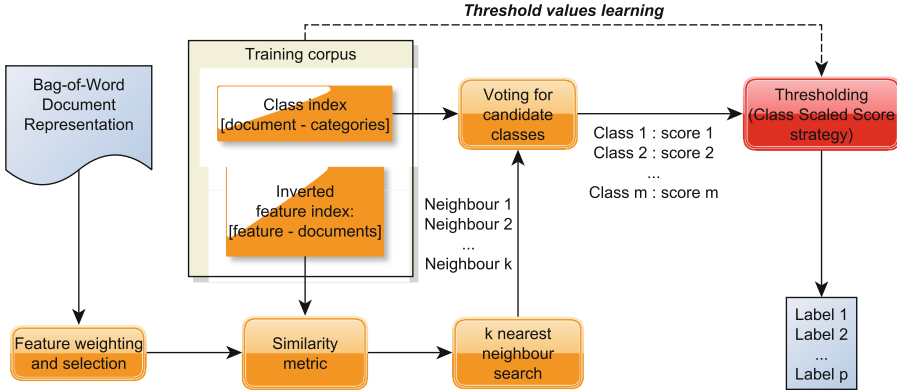 Threshold values learning
Training corpus
Bag-of-Word
Document
Representation
Class index
[document - categories]
Voting for
candidate
classes
Thresholding
(Class Scaled Score
strategy)
Class 1 : score 1
Class 2 : score 2
...
Class m : score m
Inverted
feature index:
[feature - documents]
Neighbour 1
Neighbour 2
...
Neighbour k
Feature weighting
and selection
Similarity
metric
k nearest
neighbour
search
Label 1
Label 2
...
Label p